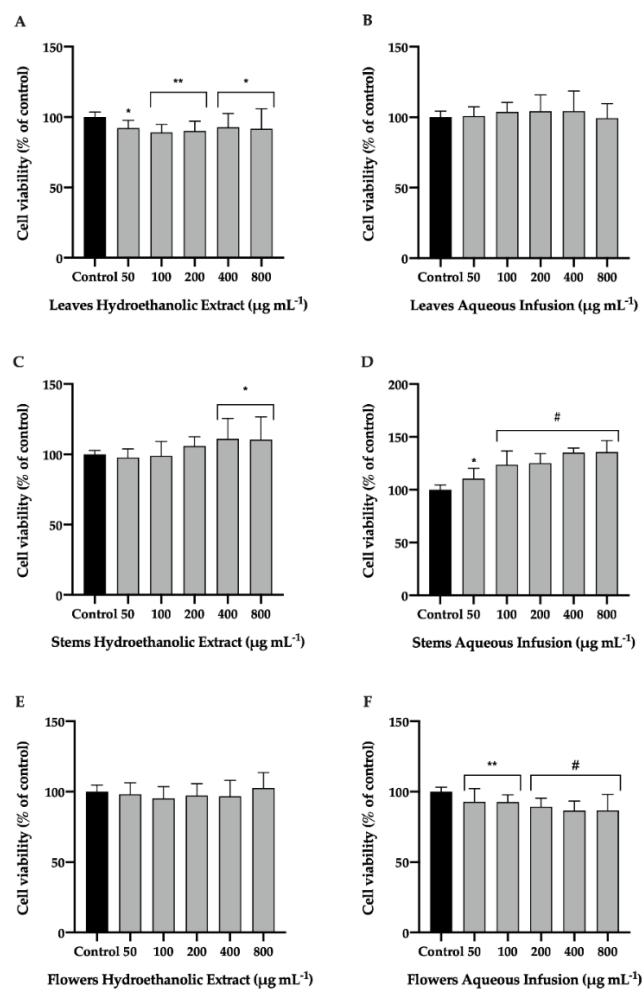 A
Cell viability (% of control)
150
100
50
0
*
**
*
Control 50 100 200 400 800
Leaves Hydroethanolic Extract (µg mL⁻¹)
B
Cell viability (% of control)
150
100
50
0
Control 50 100 200 400 800
Leaves Aqueous Infusion (µg mL⁻¹)
C
Cell viability (% of control)
150
100
50
0
*
Control 50 100 200 400 800
Stems Hydroethanolic Extract (µg mL⁻¹)
D
Cell viability (% of control)
200
150
100
50
0
*
#
Control 50 100 200 400 800
Stems Aqueous Infusion (µg mL⁻¹)
E
Cell viability (% of control)
150
100
50
0
Control 50 100 200 400 800
Flowers Hydroethanolic Extract (µg mL⁻¹)
F
Cell viability (% of control)
150
100
50
0
**
#
Control 50 100 200 400 800
Flowers Aqueous Infusion (µg mL⁻¹)